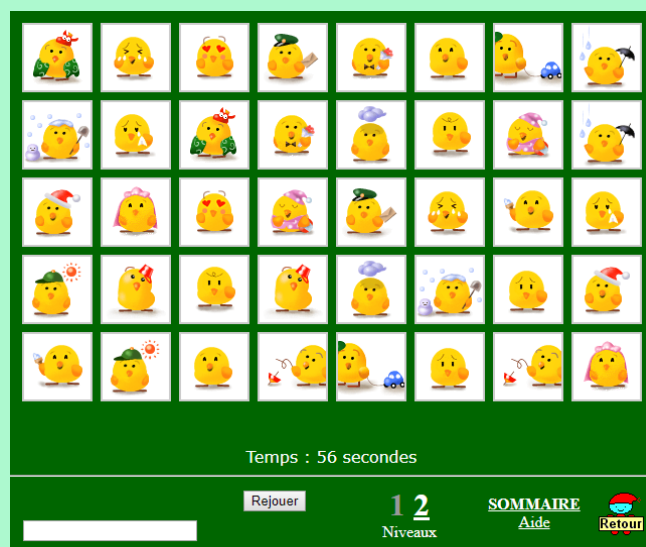 Temps : 56 secondes
Rejouer
1 2
Niveaux
SOMMAIRE
Aide
Retour